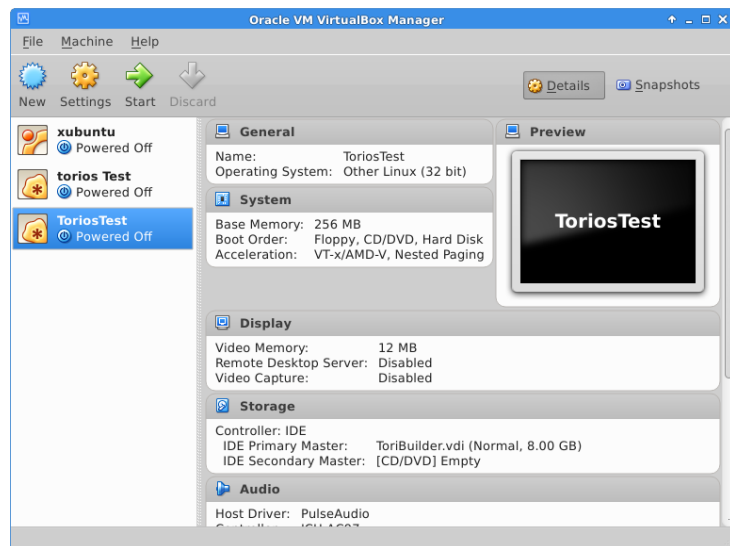 Oracle VM VirtualBox Manager
File Machine Help
New Settings Start Discard
Details Snapshots
xubuntu
Powered Off
torios Test
Powered Off
ToriosTest
Powered Off
General
Name: ToriosTest
Operating System: Other Linux (32 bit)
System
Base Memory: 256 MB
Boot Order: Floppy, CD/DVD, Hard Disk
Acceleration: VT-x/AMD-V, Nested Paging
Preview
ToriosTest
Display
Video Memory: 12 MB
Remote Desktop Server: Disabled
Video Capture: Disabled
Storage
Controller: IDE
IDE Primary Master: ToriBuilder.vdi (Normal, 8.00 GB)
IDE Secondary Master: [CD/DVD] Empty
Audio
Host Driver: PulseAudio